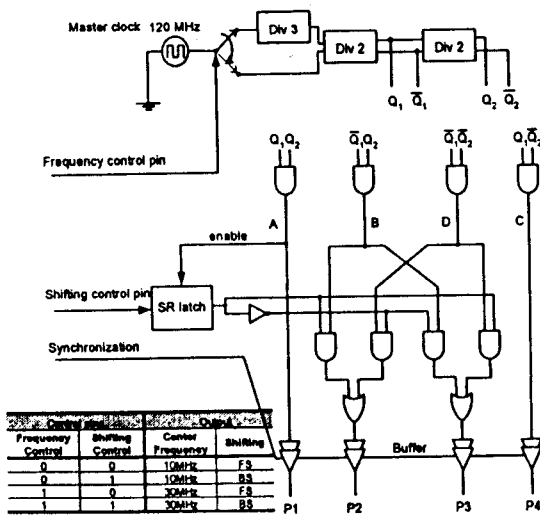 Master clock 120 MHz
Div 3
Div 2
Div 2
Q1 Q̅1 Q2 Q̅2
Frequency control pin
Q1Q2 Q̅1Q2 Q̅1Q̅2 Q1Q̅2
A B D C
enable
Shifting control pin
SR latch
Synchronization
Control pins Output
Frequency Control Shifting Control Center Frequency Shifting
0 0 10MHz FS
0 1 10MHz BS
1 0 30MHz FS
1 1 30MHz BS
Buffer
P1 P2 P3 P4